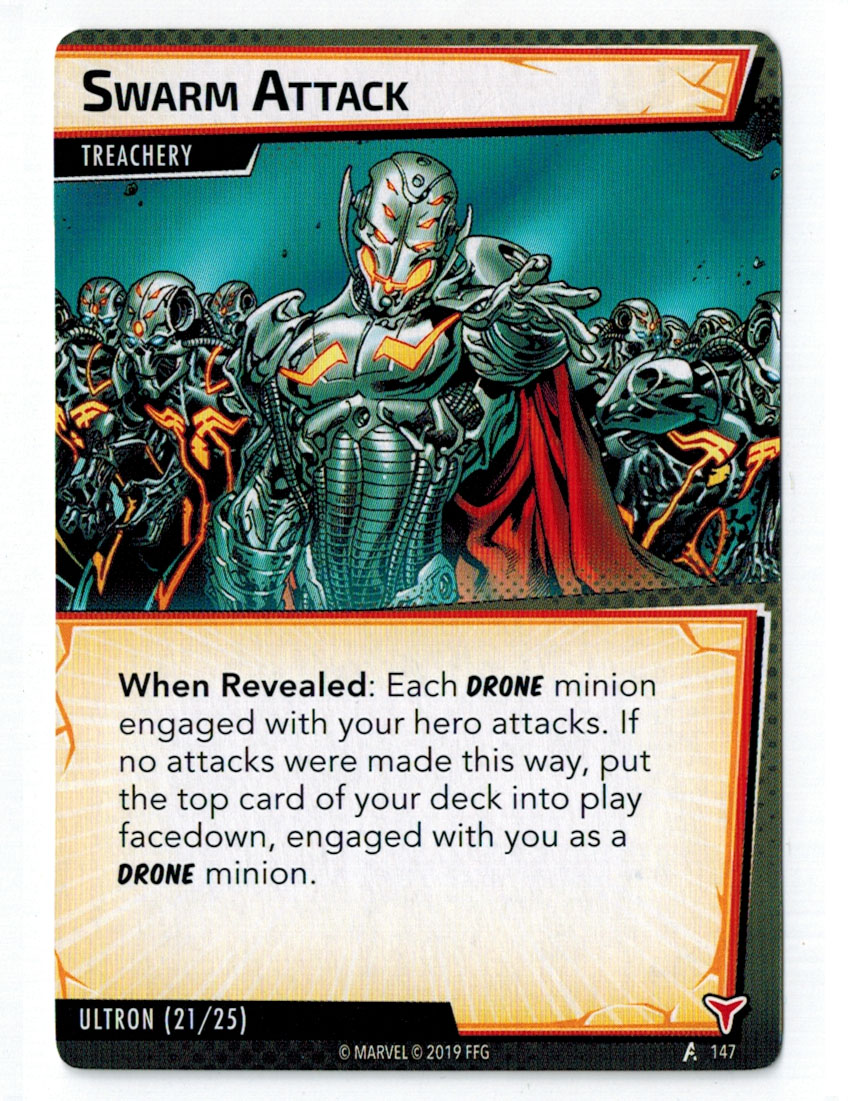 SWARM ATTACK
TREACHERY
When Revealed: Each DRONE minion
engaged with your hero attacks. If
no attacks were made this way, put
the top card of your deck into play
facedown, engaged with you as a
DRONE minion.
ULTRON (21/25)
© MARVEL © 2019 FFG
147